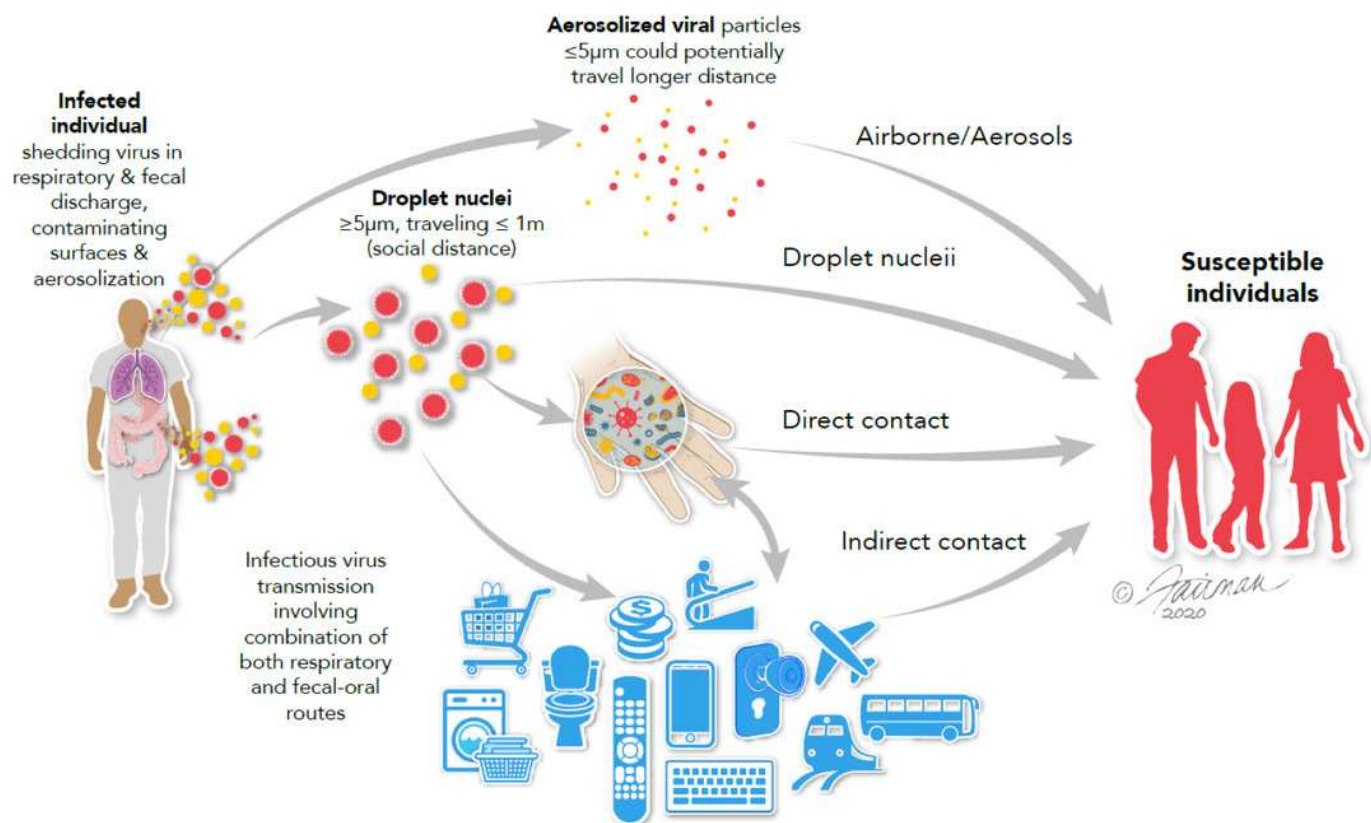 Aerosolized viral particles
≤5µm could potentially
travel longer distance
Infected
individual
shedding virus in
respiratory & fecal
discharge,
contaminating
surfaces &
aerosolization
Airborne/Aerosols
Droplet nuclei
≥5µm, traveling ≤ 1m
(social distance)
Droplet nucleii
Susceptible
individuals
Direct contact
Indirect contact
© Fairman
2020
Infectious virus
transmission
involving
combination of
both respiratory
and fecal-oral
routes
$